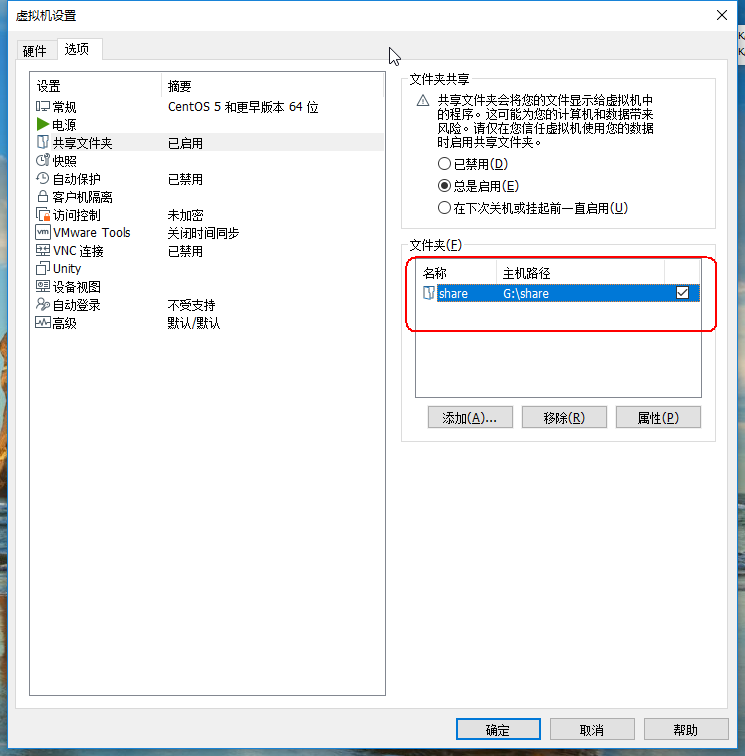 虚拟机设置
硬件 选项
设置 摘要
常规 CentOS 5 和更早版本 64 位
电源
共享文件夹 已启用
快照
自动保护 已禁用
客户机隔离
访问控制 未加密
VMware Tools 关闭时间同步
VNC 连接 已禁用
Unity
设备视图
自动登录 不受支持
高级 默认/默认
文件夹共享
共享文件夹会将您的文件显示给虚拟机中
的程序。这可能为您的计算机和数据带来
风险。请仅在您信任虚拟机使用您的数据
时启用共享文件夹。
已禁用(D)
总是启用(E)
在下次关机或挂起前一直启用(U)
文件夹(F)
名称 主机路径
share G:\share
添加(A)... 移除(R) 属性(P)
确定 取消 帮助